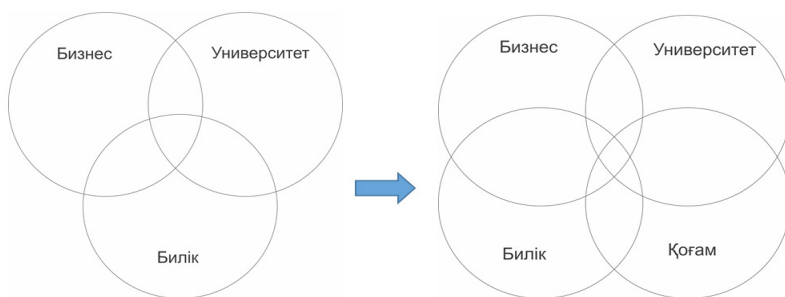 Бизнес
Университет
Билік
Бизнес
Университет
Билік
Қоғам